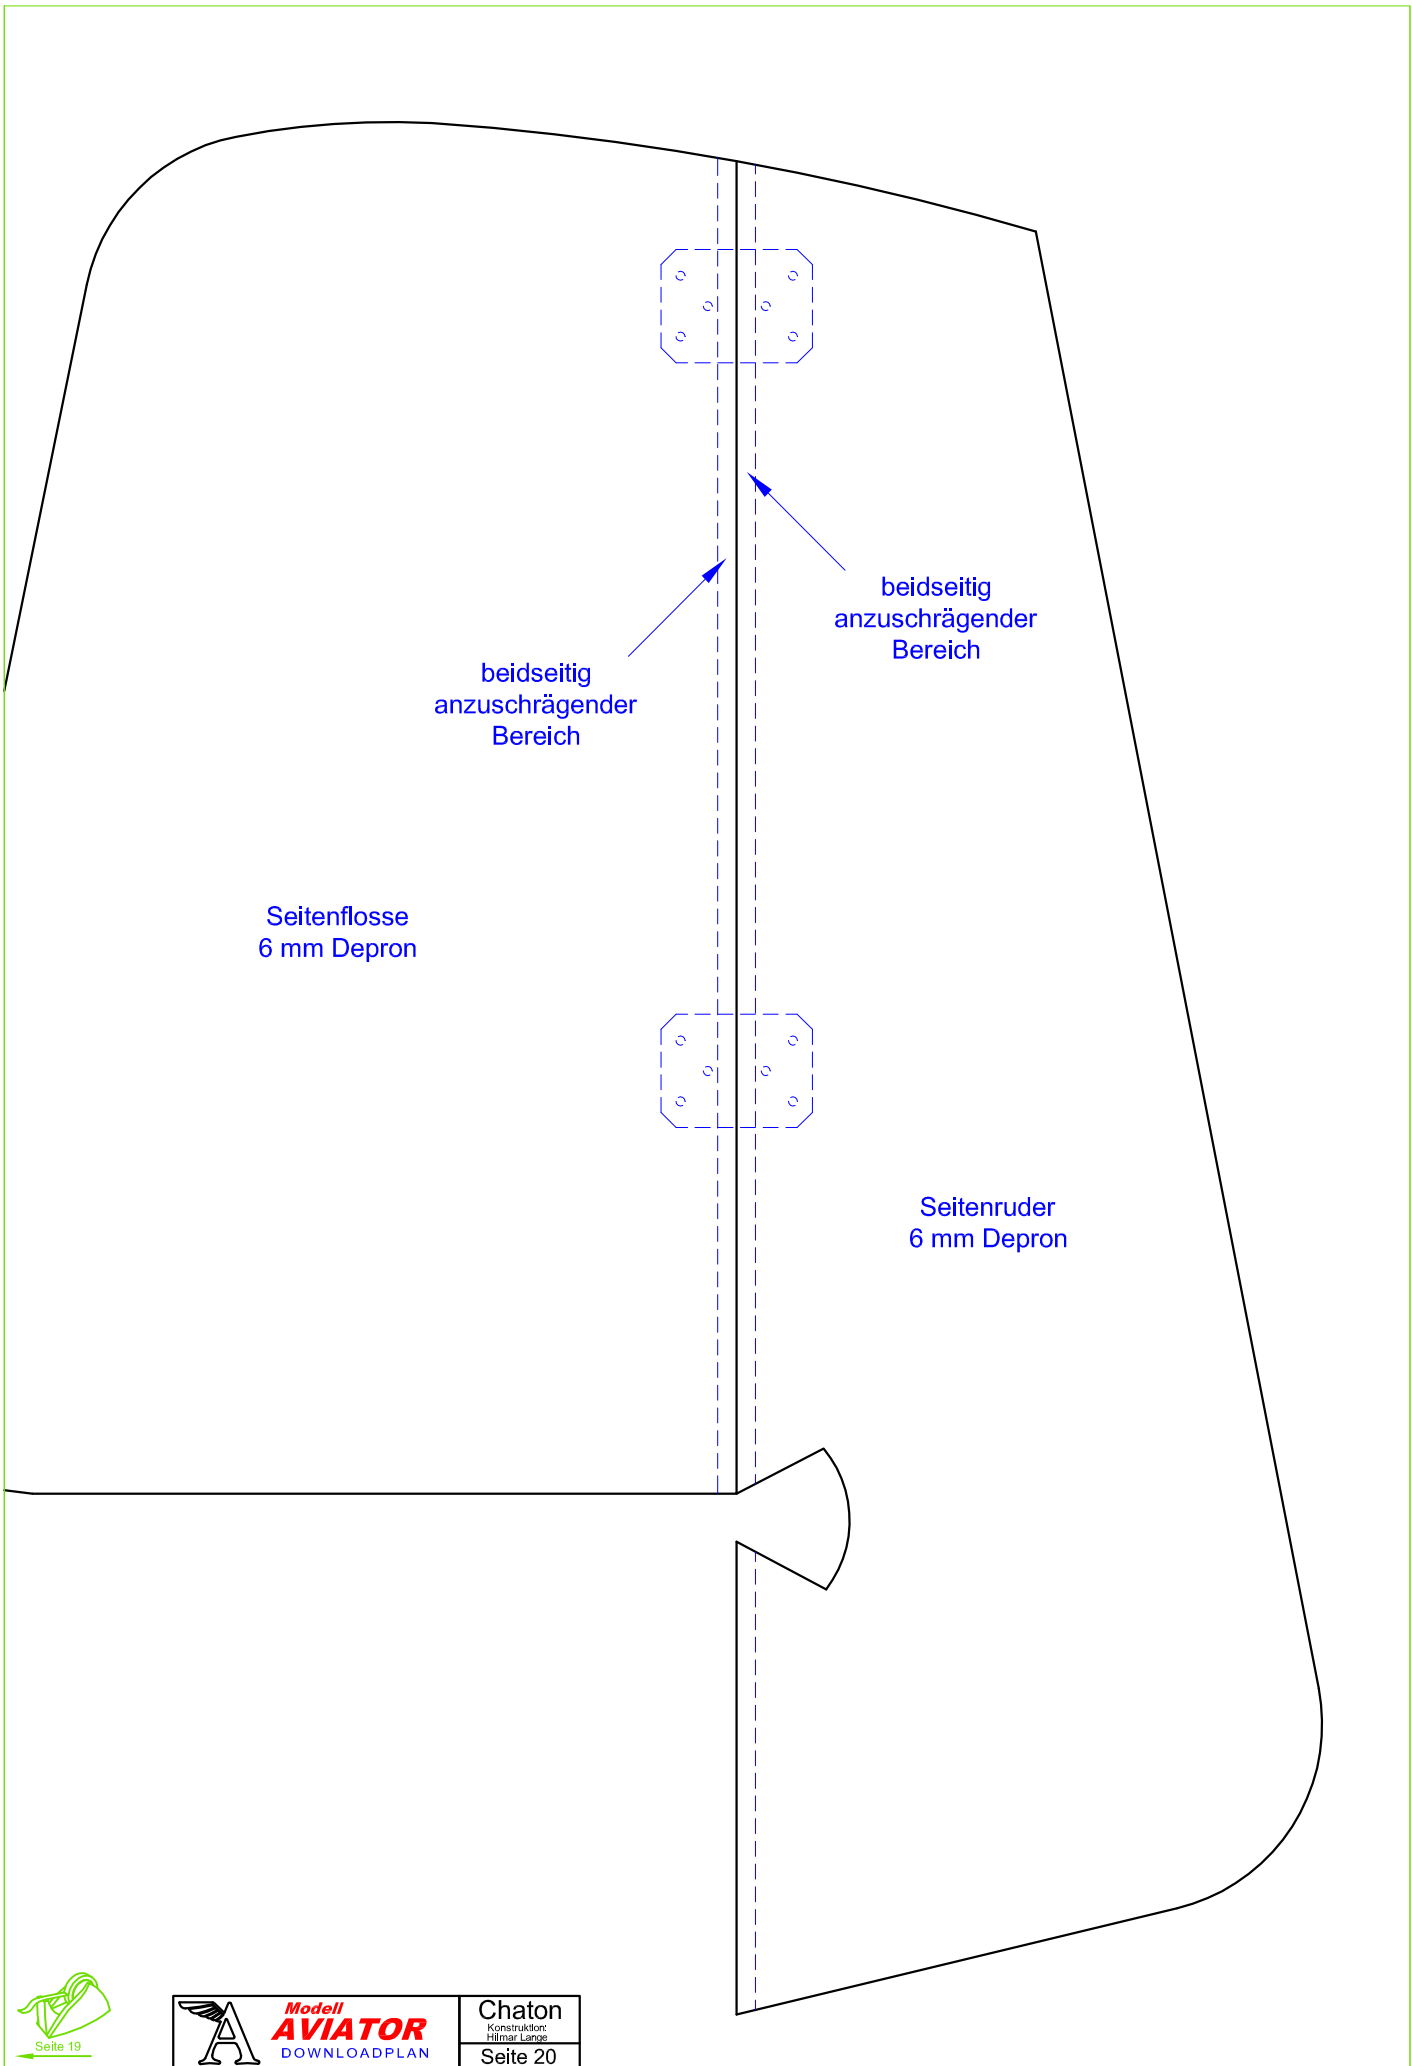 beidseitig
anzuschrägender
Bereich
beidseitig
anzuschrägender
Bereich
Seitenflosse
6 mm Depron
Seitenruder
6 mm Depron
Seite 19
A
Modell
AVIATOR
DOWNLOADPLAN
Chaton
Konstruktion:
Hilmar Lange
Seite 20